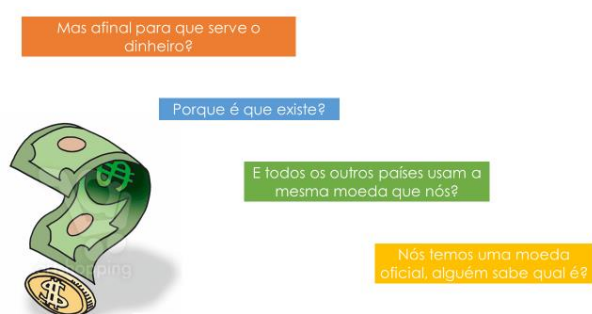 Mas afinal para que serve o
dinheiro?
Porque é que existe?
E todos os outros países usam a
mesma moeda que nós?
Nós temos uma moeda
oficial, alguém sabe qual é?